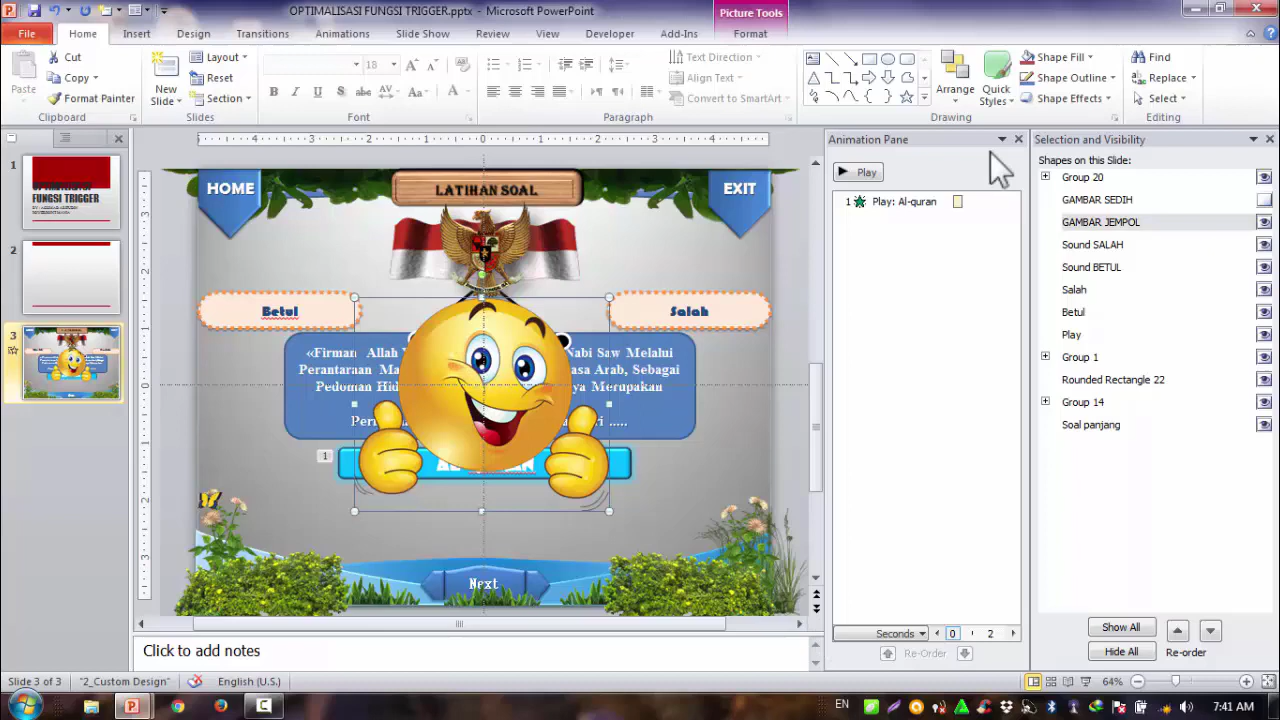 OPTIMALISASI FUNGSI TRIGGER.pptx - Microsoft PowerPoint
Picture Tools
File
Home
Insert
Design
Transitions
Animations
Slide Show
Review
View
Developer
Add-Ins
Format
Paste
Cut
Copy
Format Painter
Clipboard
New Slide
Layout
Reset
Section
Slides
18
Font
Text Direction
Align Text
Convert to SmartArt
Paragraph
Arrange
Quick Styles
Shape Fill
Shape Outline
Shape Effects
Drawing
Find
Replace
Select
Editing
1
FUNGSI TRIGGER
2
3
HOME
LATIHAN SOAL
EXIT
Betul
Salah
«Firman Allah
Nabi Saw Melalui
Perantaraan
Arab, Sebagai
Pedoman
Merupakan
.....
1
Next
Animation Pane
Play
1 Play: Al-quran
Seconds 0 2
Re-Order
Selection and Visibility
Shapes on this Slide:
Group 20
GAMBAR SEDIH
GAMBAR JEMPOL
Sound SALAH
Sound BETUL
Salah
Betul
Play
Group 1
Rounded Rectangle 22
Group 14
Soal panjang
Show All
Hide All
Re-order
Click to add notes
Slide 3 of 3
"2_Custom Design"
English (U.S.)
64%
EN
7:41 AM